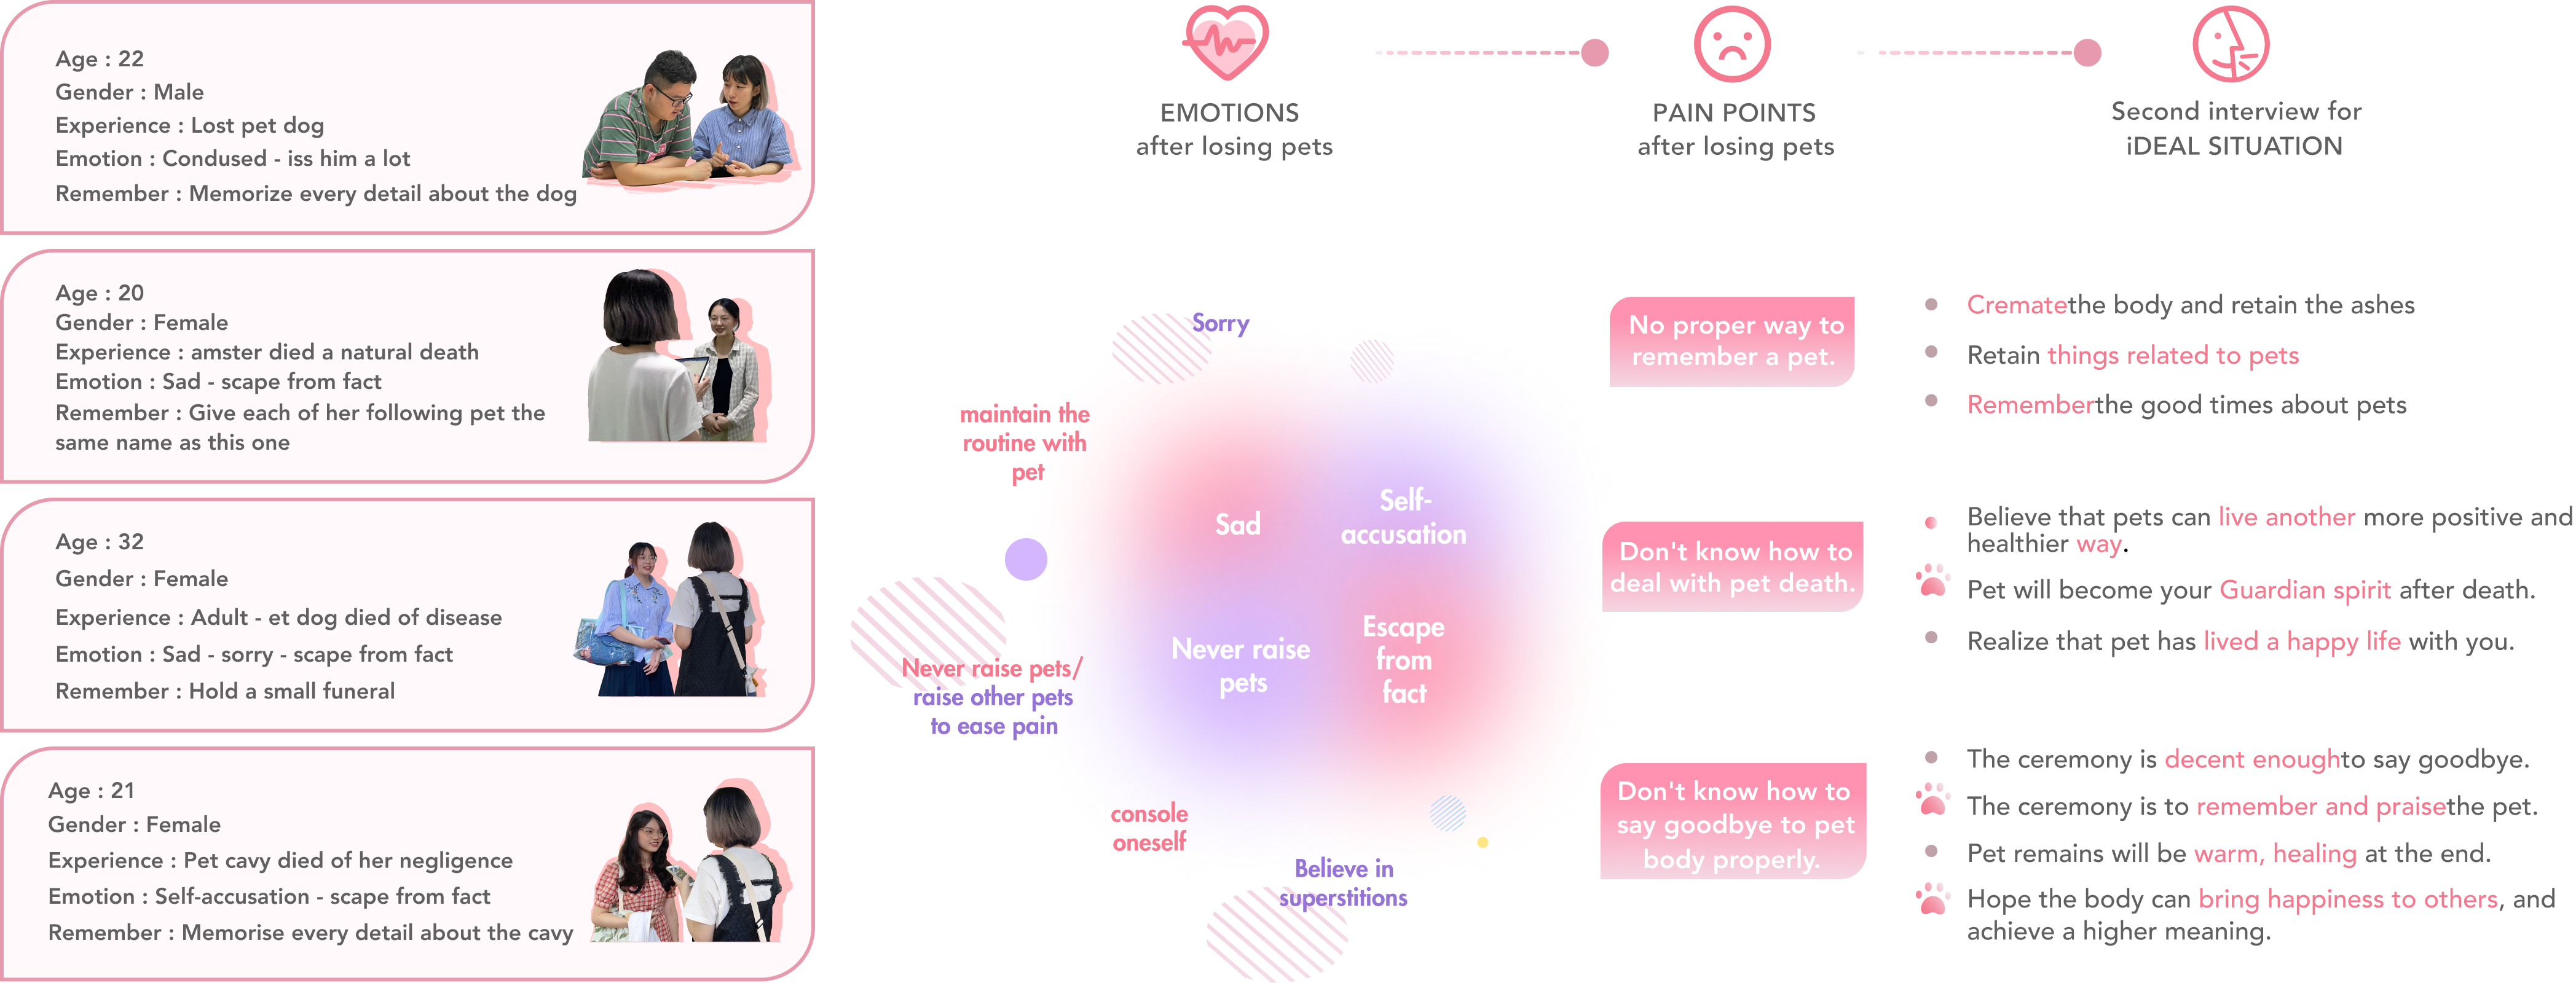 Age : 22
Gender : Male
Experience : Lost pet dog
Emotion : Condused - iss him a lot
Remember : Memorize every detail about the dog
Age : 20
Gender : Female
Experience : amster died a natural death
Emotion : Sad - scape from fact
Remember : Give each of her following pet the
same name as this one
Age : 32
Gender : Female
Experience : Adult - et dog died of disease
Emotion : Sad - sorry - scape from fact
Remember : Hold a small funeral
Age : 21
Gender : Female
Experience : Pet cavy died of her negligence
Emotion : Self-accusation - scape from fact
Remember : Memorise every detail about the cavy
EMOTIONS
after losing pets
Sorry
maintain the
routine with
pet
Sad
Self-
accusation
Never raise
pets
Escape
from
fact
Never raise pets/
raise other pets
to ease pain
console
oneself
Believe in
superstitions
PAIN POINTS
after losing pets
No proper way to
remember a pet.
Don't know how to
deal with pet death.
Don't know how to
say goodbye to pet
body properly.
Second interview for
iDEAL SITUATION
Crematethe body and retain the ashes
Retain things related to pets
Rememberthe good times about pets
Believe that pets can live another more positive and
healthier way.
Pet will become your Guardian spirit after death.
Realize that pet has lived a happy life with you.
The ceremony is decent enoughto say goodbye.
The ceremony is to remember and praisethe pet.
Pet remains will be warm, healing at the end.
Hope the body can bring happiness to others, and
achieve a higher meaning.